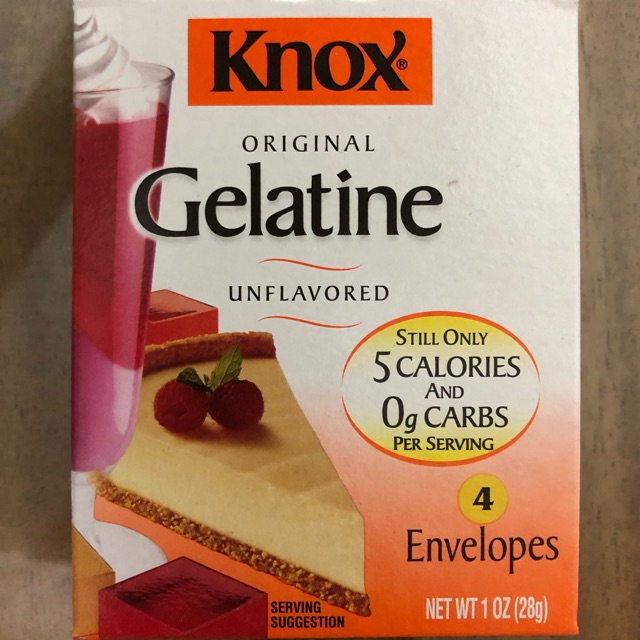 Knox®
ORIGINAL
Gelatine
UNFLAVORED
STILL ONLY
5 CALORIES
AND
0g CARBS
PER SERVING
4
Envelopes
SERVING
SUGGESTION
NET WT 1 OZ (28g)